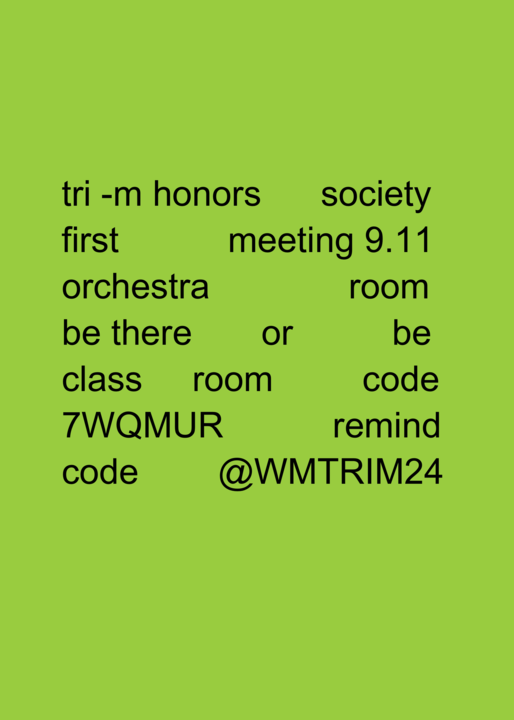 tri -m honors society
first meeting 9.11
orchestra room
be there or be
class room code
7WQMUR remind
code @WMTRIM24